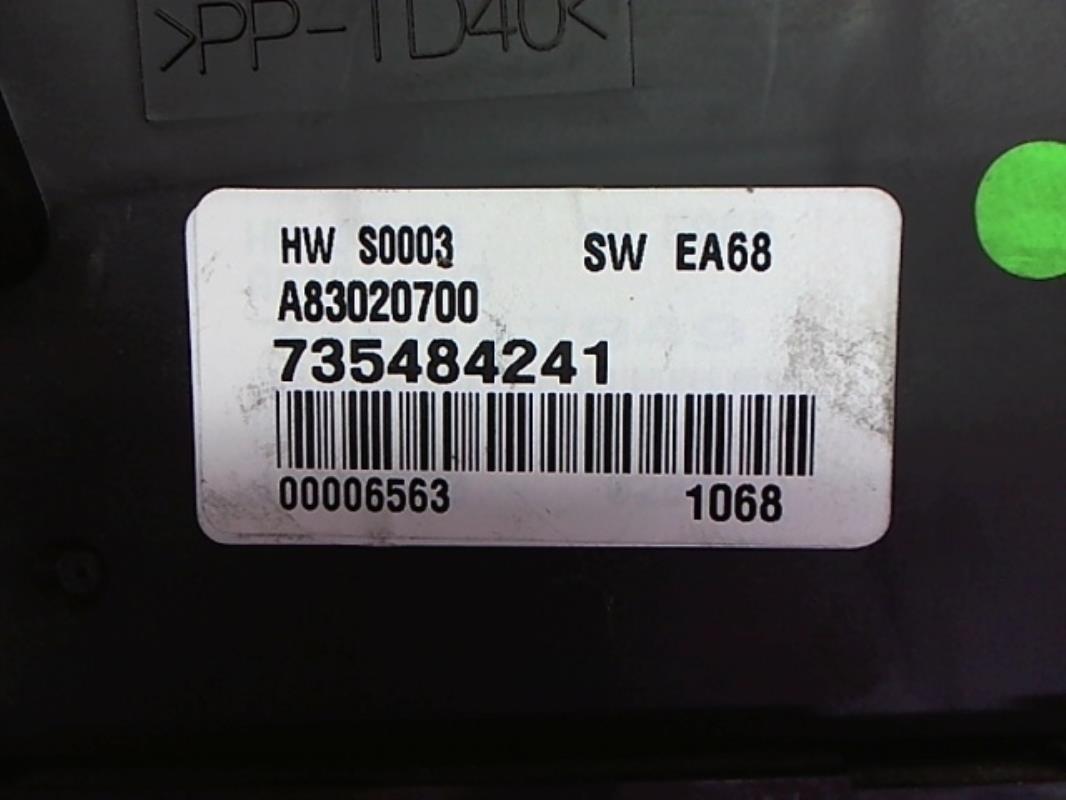 >PP-TD40<
HW S0003 SW EA68
A83020700
735484241
00006563 1068